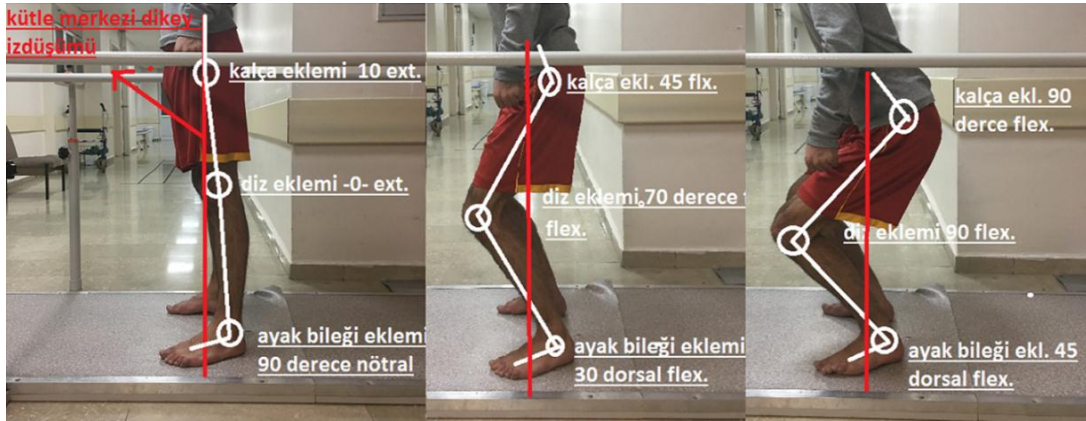 kütle merkezi dikey
izdüşümü
kalça eklemi 10 ext.
diz eklemi -0- ext.
ayak bileği eklemi
90 derece nötral
kalça ekl. 45 flx.
diz eklemi 70 derece
flex.
ayak bileği eklemi
30 dorsal flex.
kalça ekl. 90
derce flex.
diz eklemi 90 flex.
ayak bileği ekl. 45
dorsal flex.